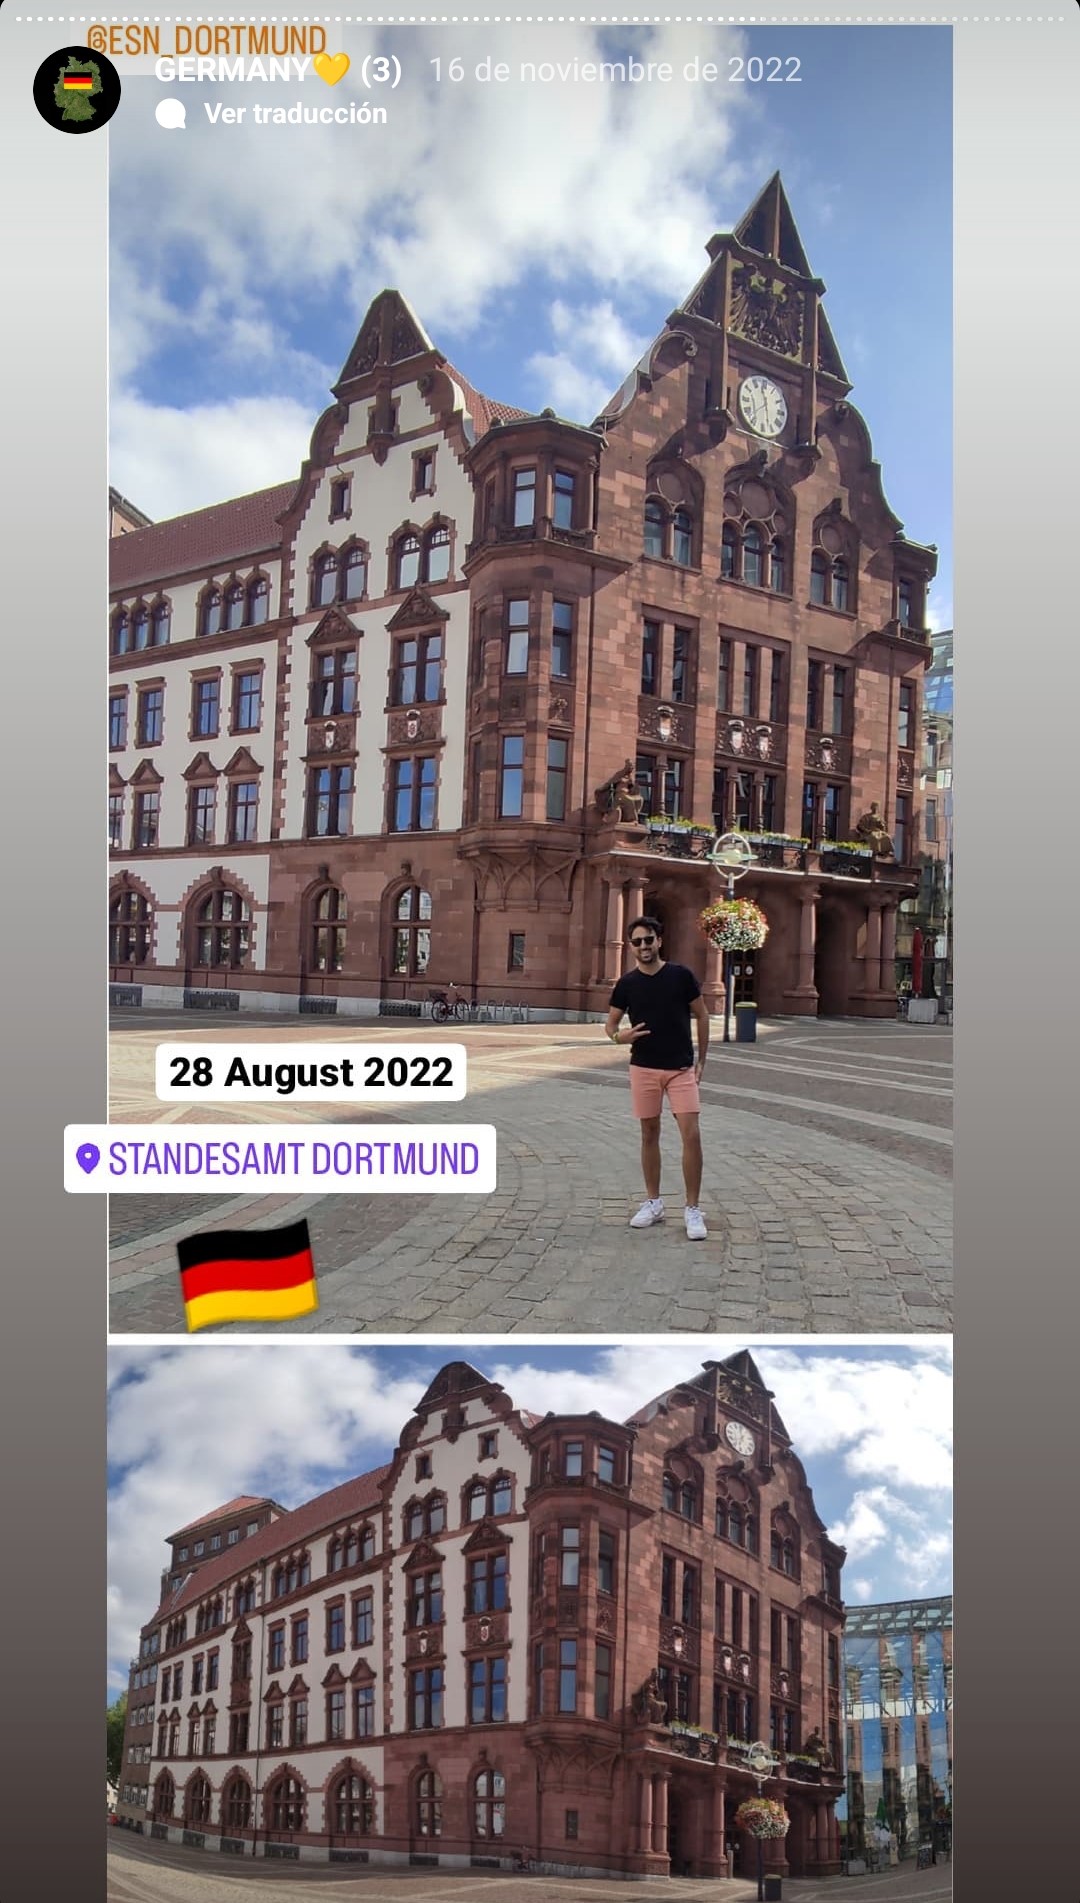 @ESN_DORTMUND
GERMANY💛 (3) 16 de noviembre de 2022
Ver traducción
28 August 2022
STANDESAMT DORTMUND